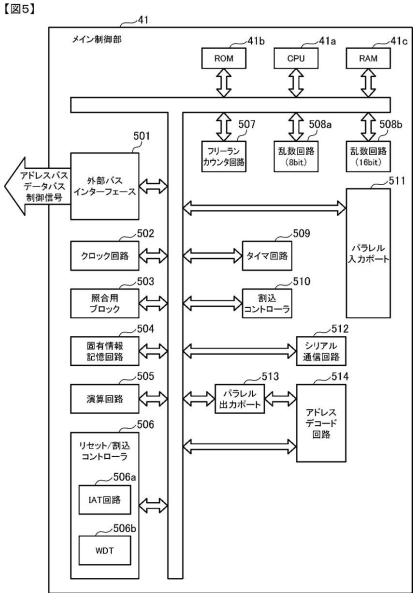 【図5】
41
メイン制御部
41b
41a
41c
ROM
CPU
RAM
507
508a
508b
フリーラン
カウンタ回路
乱数回路
(8bit)
乱数回路
(16bit)
501
アドレスバス
データバス
制御信号
外部バス
インターフェース
511
パラレル
入力ポート
502
クロック回路
509
タイマ回路
503
照合用
ブロック
510
割込
コントローラ
504
固有情報
記憶回路
512
シリアル
通信回路
505
演算回路
513
パラレル
出力ポート
514
アドレス
デコード
回路
506
リセット/割込
コントローラ
506a
IAT回路
506b
WDT